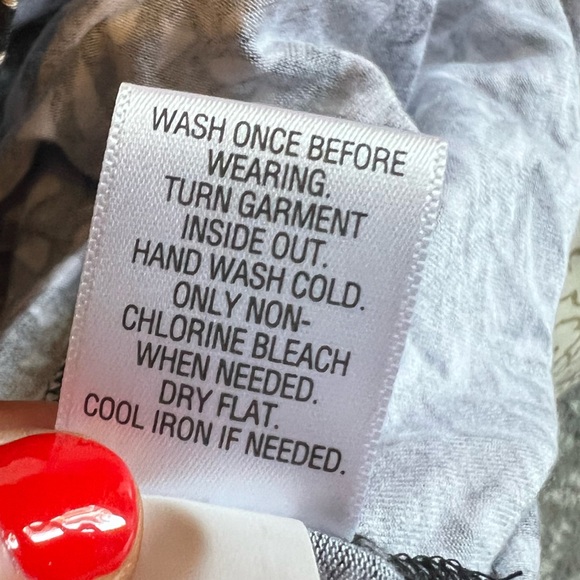 WASH ONCE BEFORE
WEARING.
TURN GARMENT
INSIDE OUT.
HAND WASH COLD.
ONLY NON-
CHLORINE BLEACH
WHEN NEEDED.
DRY FLAT.
COOL IRON IF NEEDED.